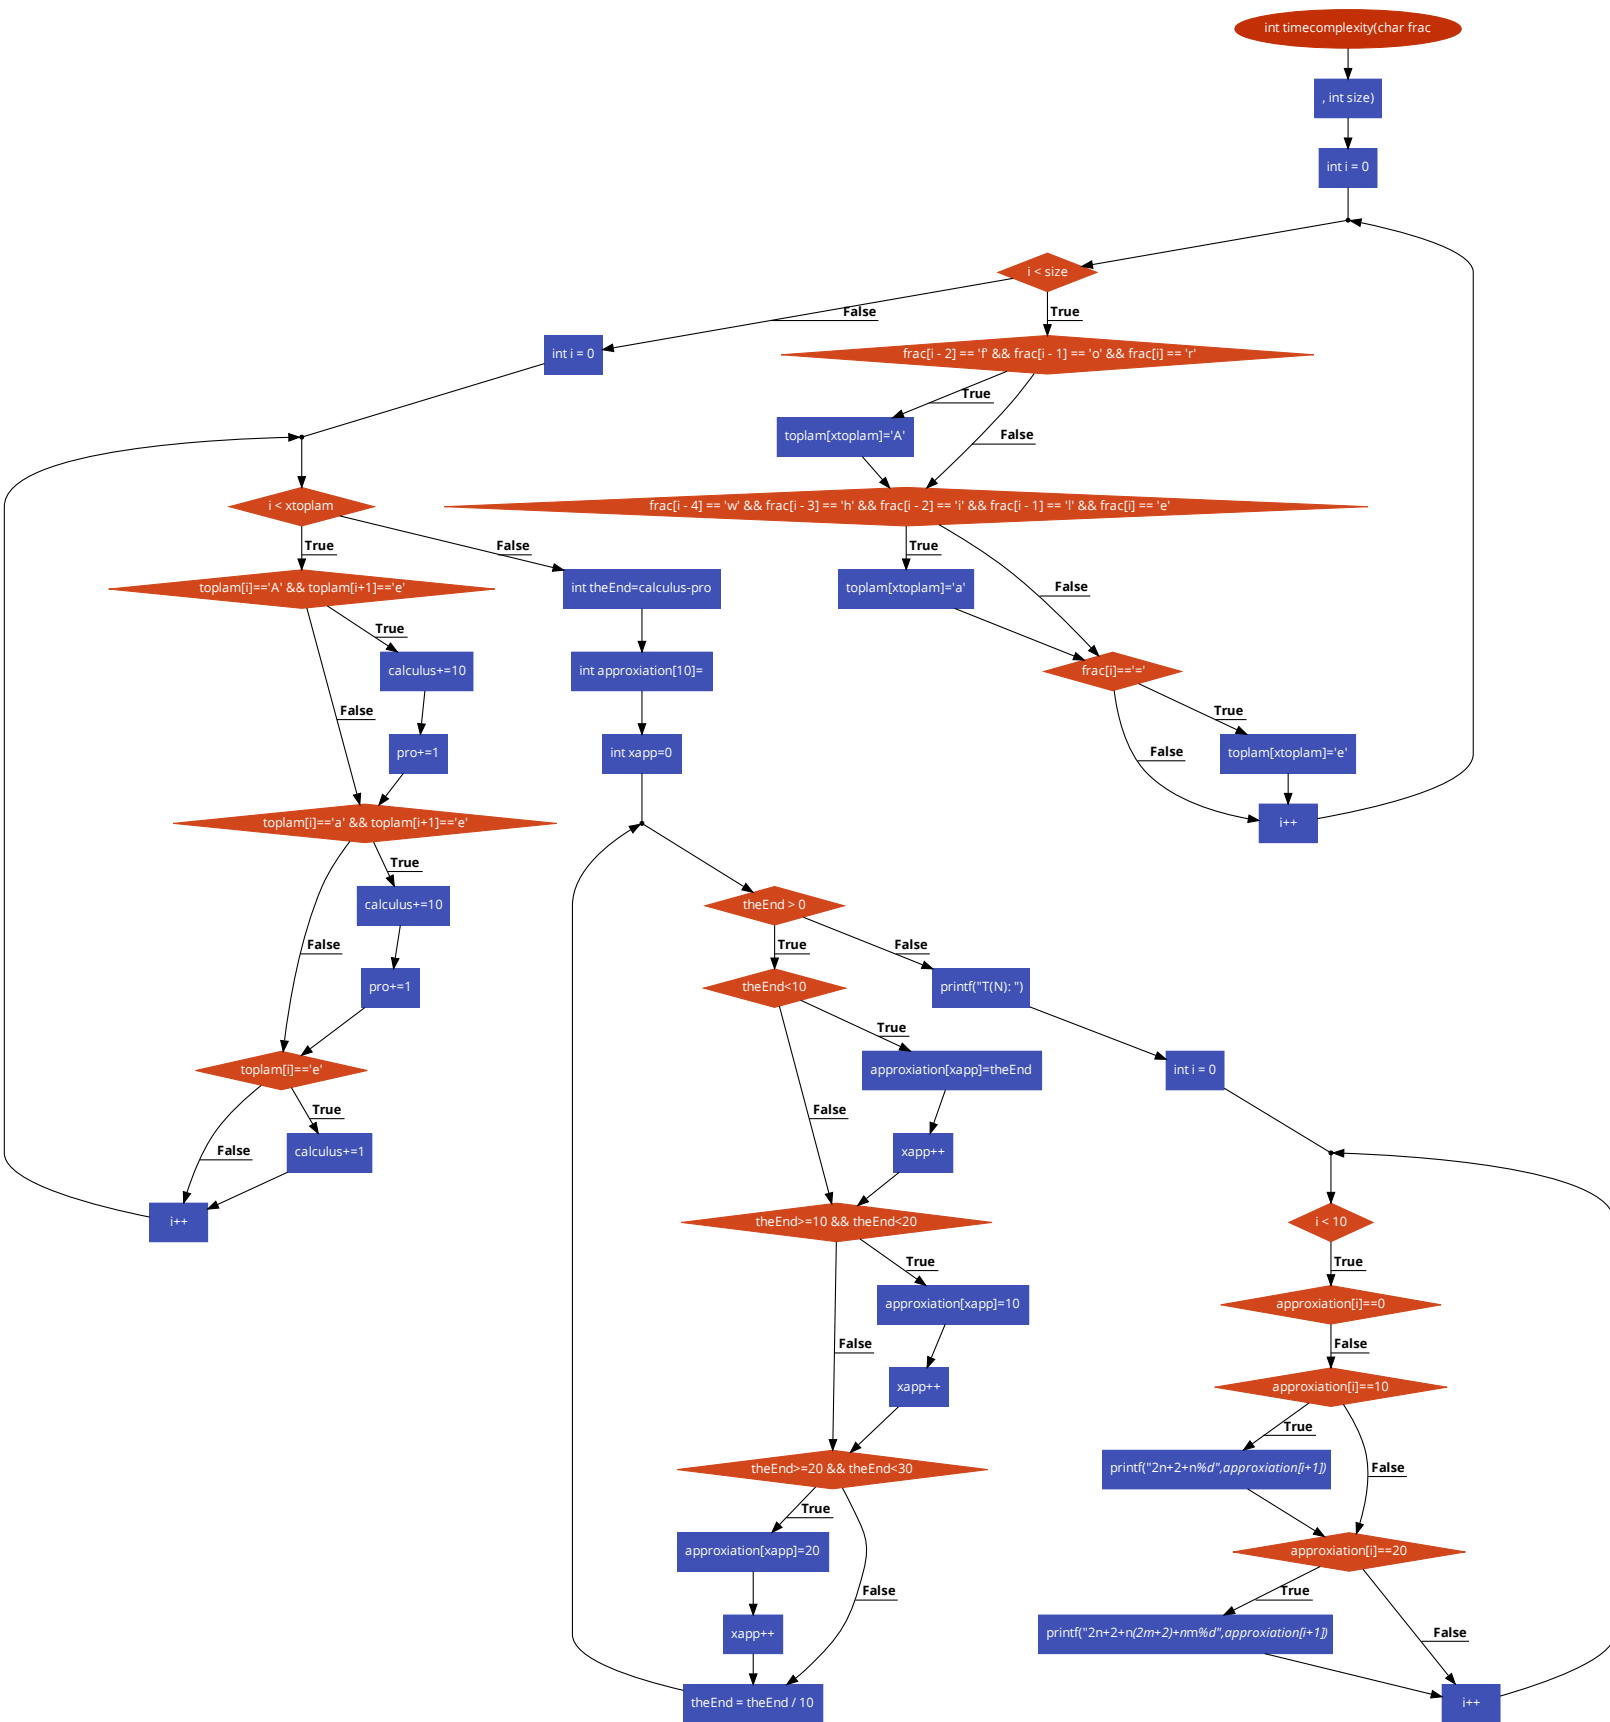 int timecomplexity(char frac
, int size)
int i = 0
i < size
False
True
int i = 0
frac[i - 2] == 'f' && frac[i - 1] == 'o' && frac[i] == 'r'
True
toplam[xtoplam]='A'
False
i < xtoplam
frac[i - 4] == 'w' && frac[i - 3] == 'h' && frac[i - 2] == 'i' && frac[i - 1] == 'l' && frac[i] == 'e'
True
False
True
toplam[i]=='A' && toplam[i+1]=='e'
int theEnd=calculus-pro
toplam[xtoplam]='a'
False
True
calculus+=10
int approxiation[10]=
frac[i]=='='
False
True
pro+=1
int xapp=0
False
toplam[xtoplam]='e'
toplam[i]=='a' && toplam[i+1]=='e'
i++
True
calculus+=10
theEnd > 0
False
True
False
pro+=1
theEnd<10
printf("T(N): ")
True
toplam[i]=='e'
approxiation[xapp]=theEnd
int i = 0
True
False
False
calculus+=1
xapp++
i++
theEnd>=10 && theEnd<20
i < 10
True
True
approxiation[xapp]=10
approxiation[i]==0
False
False
xapp++
approxiation[i]==10
True
theEnd>=20 && theEnd<30
printf("2n+2+n%d",approxiation[i+1])
False
True
approxiation[xapp]=20
approxiation[i]==20
False
True
xapp++
printf("2n+2+n(2m+2)+nm%d",approxiation[i+1])
False
theEnd = theEnd / 10
i++